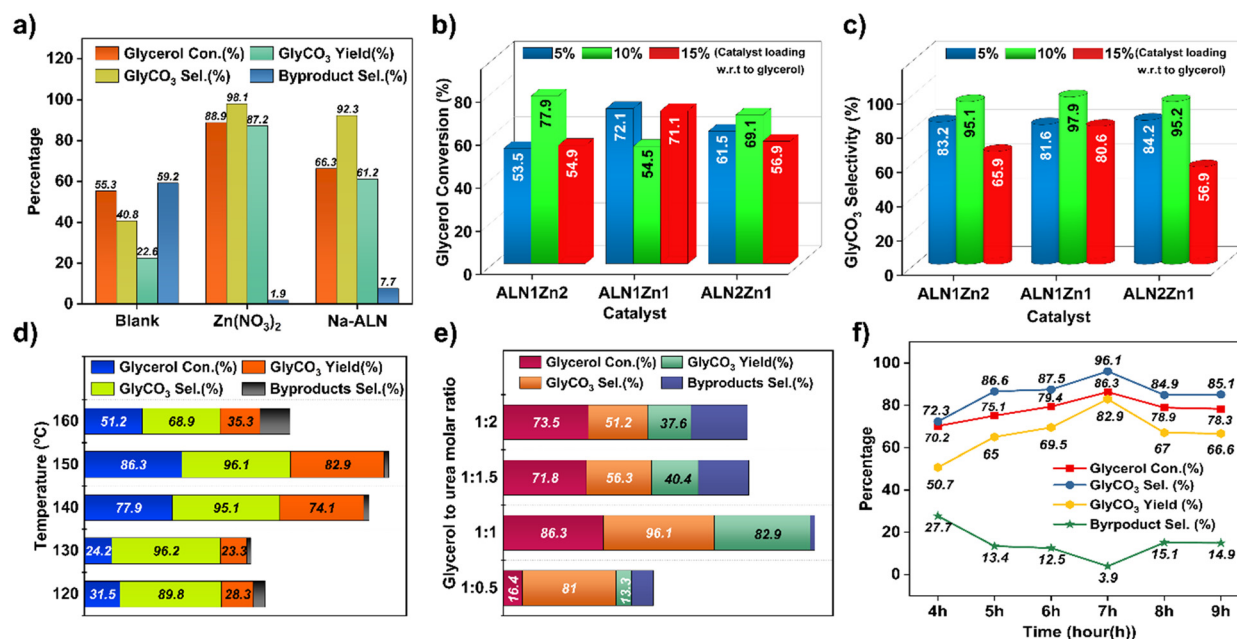 a)
120
100
80
60
40
20
0
Percentage
Glycerol Con.(%)
GlyCO₃ Yield(%)
GlyCO₃ Sel.(%)
Byproduct Sel.(%)
55.3
40.8
22.6
59.2
88.9
98.1
87.2
1.9
66.3
92.3
61.2
7.7
Blank
Zn(NO₃)₂
Na-ALN
b)
5%
10%
15% (Catalyst loading
w.r.t to glycerol)
Glycerol Conversion (%)
80
60
40
20
0
53.5
77.9
54.9
72.1
54.5
71.1
61.5
69.1
56.9
ALN1Zn2
ALN1Zn1
ALN2Zn1
Catalyst
c)
5%
10%
15% (Catalyst loading
w.r.t to glycerol)
GlyCO₃ Selectivity (%)
100
80
60
40
20
0
83.2
95.1
65.9
81.6
97.9
80.6
84.2
95.2
56.9
ALN1Zn2
ALN1Zn1
ALN2Zn1
Catalyst
d)
Glycerol Con.(%)
GlyCO₃ Yield(%)
GlyCO₃ Sel.(%)
Byproducts Sel.(%)
Temperature (°C)
160
51.2
68.9
35.3
150
86.3
96.1
82.9
140
77.9
95.1
74.1
130
24.2
96.2
23.3
120
31.5
89.8
28.3
e)
Glycerol Con.(%)
GlyCO₃ Yield(%)
GlyCO₃ Sel.(%)
Byproducts Sel.(%)
Glycerol to urea molar ratio
1:2
73.5
51.2
37.6
1:1.5
71.8
56.3
40.4
1:1
86.3
96.1
82.9
1:0.5
16.4
81
13.3
f)
Percentage
100
80
60
40
20
0
72.3
86.6
87.5
96.1
84.9
85.1
70.2
75.1
79.4
86.3
78.9
78.3
50.7
65
69.5
82.9
67
66.6
27.7
13.4
12.5
3.9
15.1
14.9
Glycerol Con.(%)
GlyCO₃ Sel. (%)
GlyCO₃ Yield (%)
Byrpoduct Sel. (%)
4h
5h
6h
7h
8h
9h
Time (hour(h))